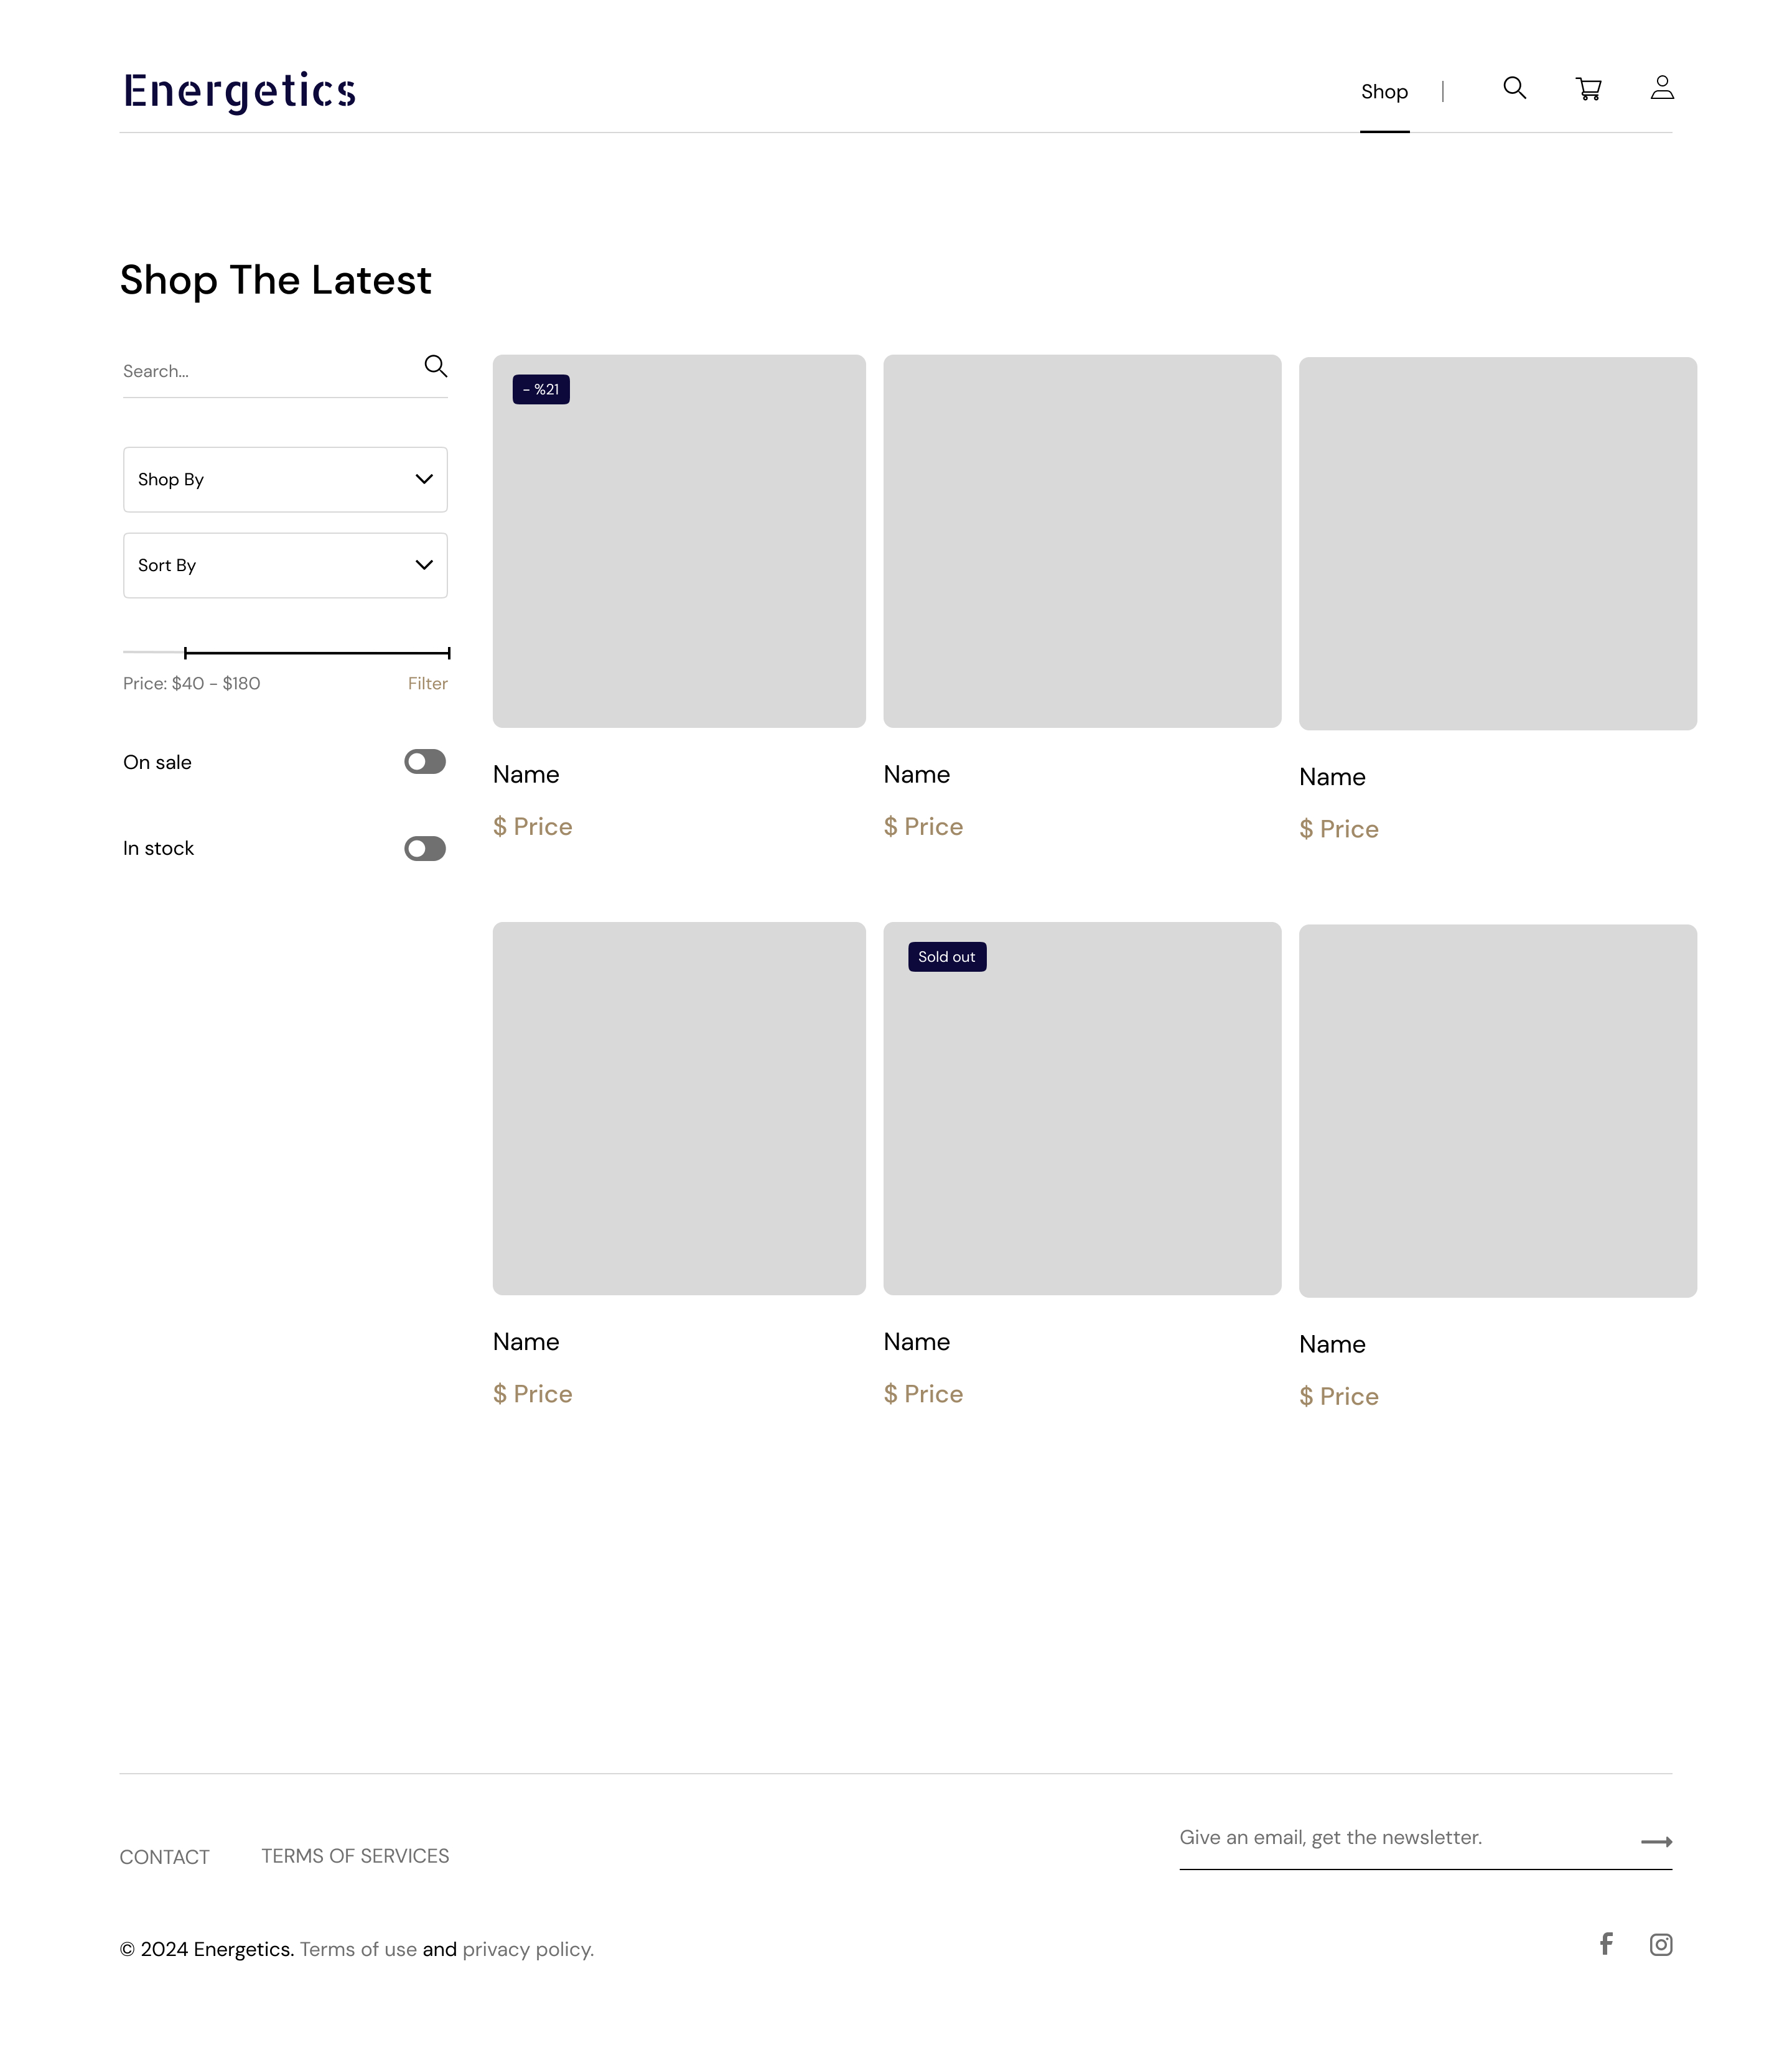 Energetics
Shop
Shop The Latest
Search...
- %21
Shop By
Sort By
Price: $40 - $180
Filter
On sale
In stock
Name
Name
Name
$ Price
$ Price
$ Price
Sold out
Name
Name
Name
$ Price
$ Price
$ Price
Give an email, get the newsletter.
CONTACT
TERMS OF SERVICES
© 2024 Energetics. Terms of use and privacy policy.